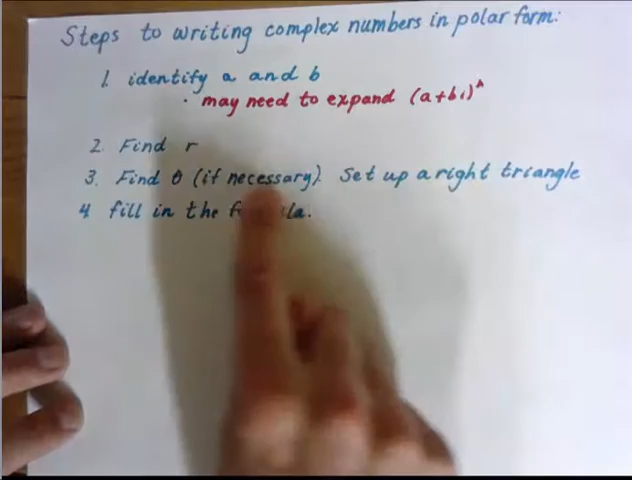 Steps to writing complex numbers in polar form:
1. identify a and b
· may need to expand (a+bi)^n
2. Find r
3. Find θ (if necessary). Set up a right triangle
4 fill in the